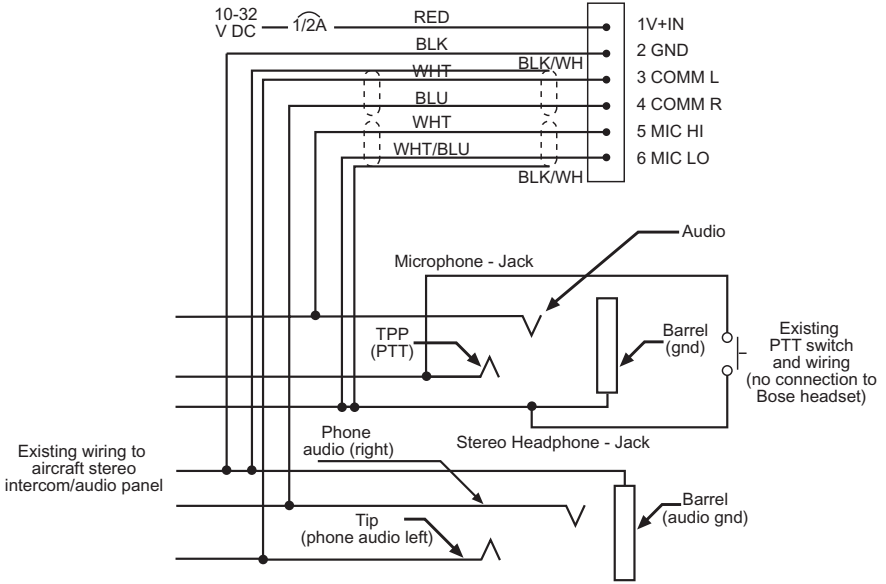 10-32
V DC
1/2A
RED
1V+IN
BLK
2 GND
BLK/WH
WHT
3 COMM L
BLU
4 COMM R
WHT
5 MIC HI
WHT/BLU
6 MIC LO
BLK/WH
Audio
Microphone - Jack
TPP
(PTT)
Barrel
(gnd)
Existing
PTT switch
and wiring
(no connection to
Bose headset)
Phone
audio (right)
Stereo Headphone - Jack
Existing wiring to
aircraft stereo
intercom/audio panel
Tip
(phone audio left)
Barrel
(audio gnd)